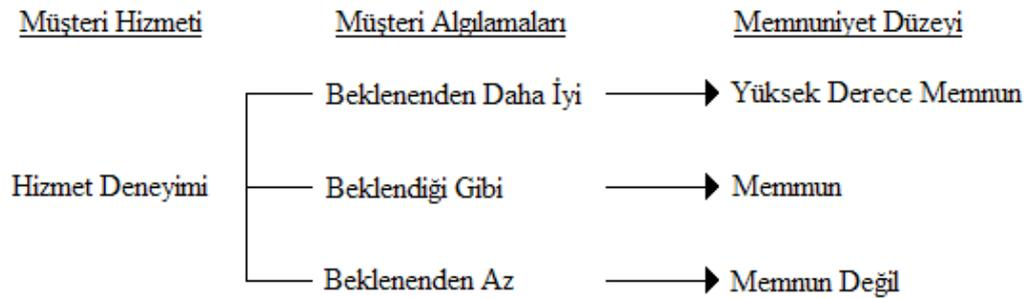 Müşteri Hizmeti Müşteri Algılamaları Memnuniyet Düzeyi
Beklenenden Daha İyi Yüksek Derece Memnun
Hizmet Deneyimi Beklendiği Gibi Memmun
Beklenenden Az Memnun Değil